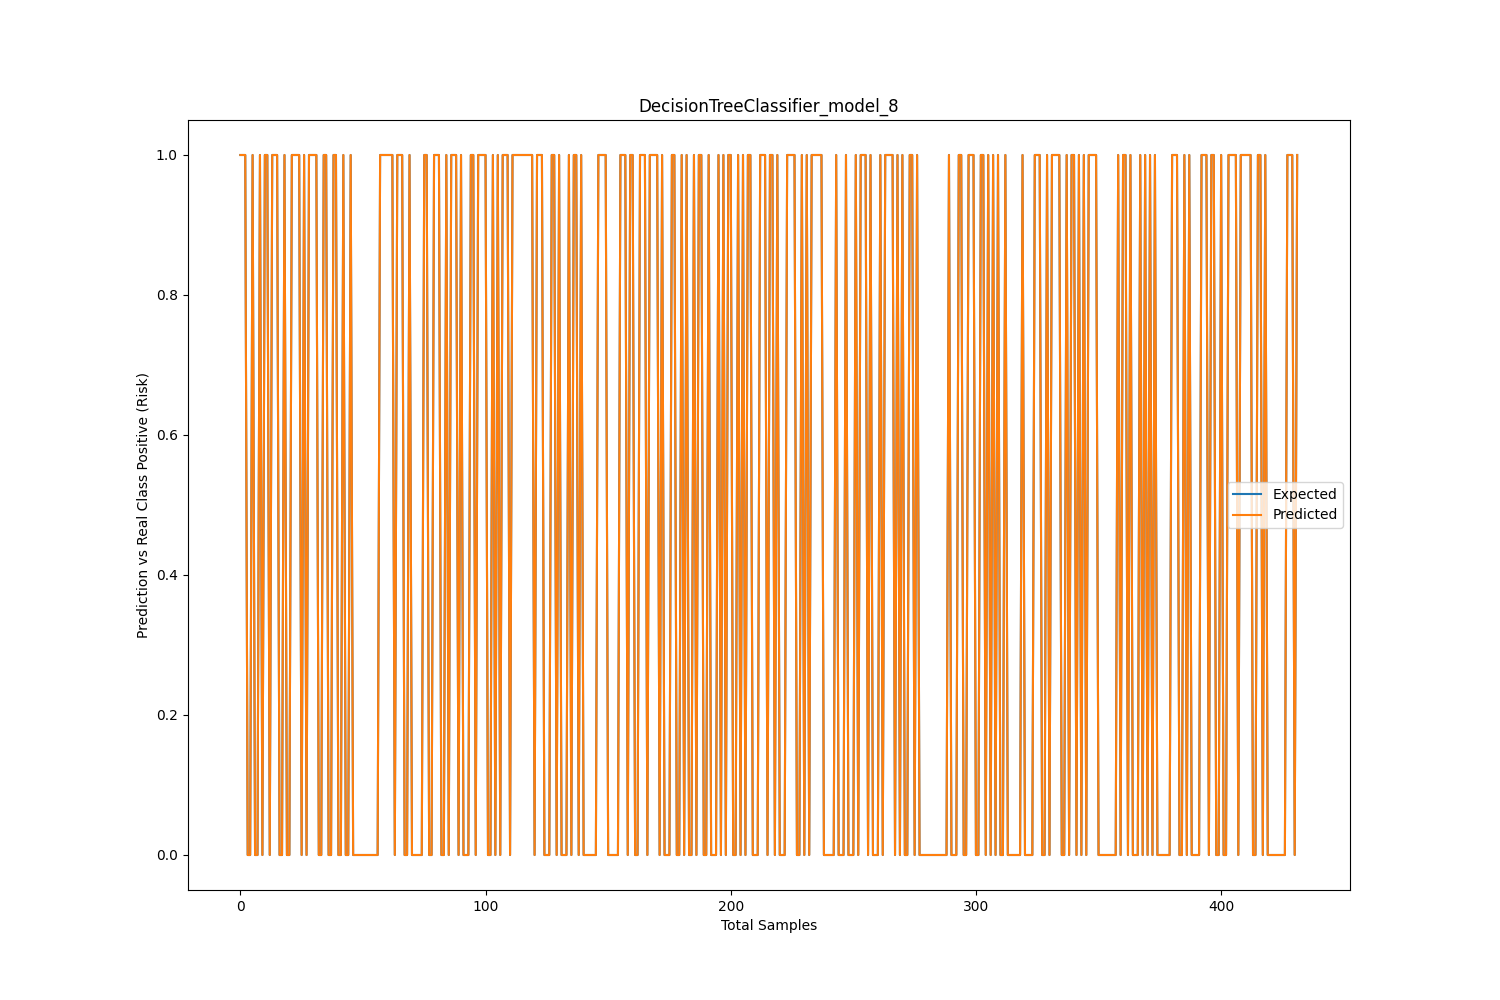 DecisionTreeClassifier_model_8
1.0
0.8
0.6
0.4
0.2
0.0
Prediction vs Real Class Positive (Risk)
Expected
Predicted
0 100 200 300 400
Total Samples